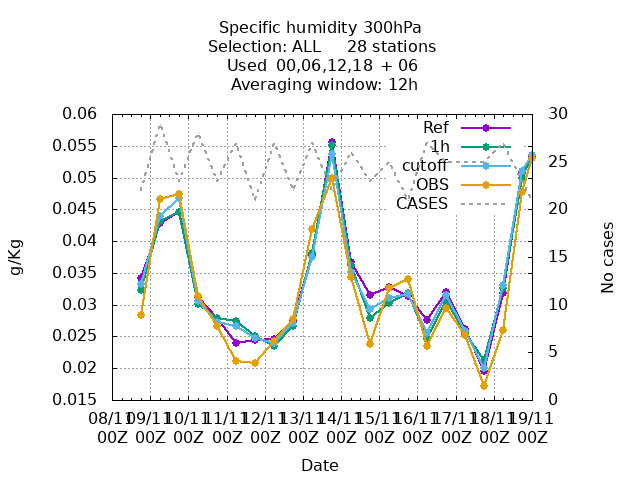 Specific humidity 300hPa
Selection: ALL 28 stations
Used 00,06,12,18 + 06
Averaging window: 12h
g/Kg
0.06
0.055
0.05
0.045
0.04
0.035
0.03
0.025
0.02
0.015
Ref
1h
cutoff
OBS
CASES
30
25
20
15
10
5
0
No cases
08/11 09/11 10/11 11/11 12/11 13/11 14/11 15/11 16/11 17/11 18/11 19/11
00Z 00Z 00Z 00Z 00Z 00Z 00Z 00Z 00Z 00Z 00Z 00Z
Date